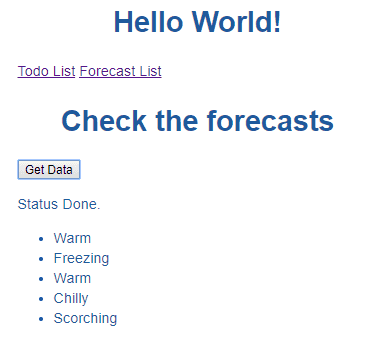 Hello World!
Todo List Forecast List
Check the forecasts
Get Data
Status Done.
Warm
Freezing
Warm
Chilly
Scorching